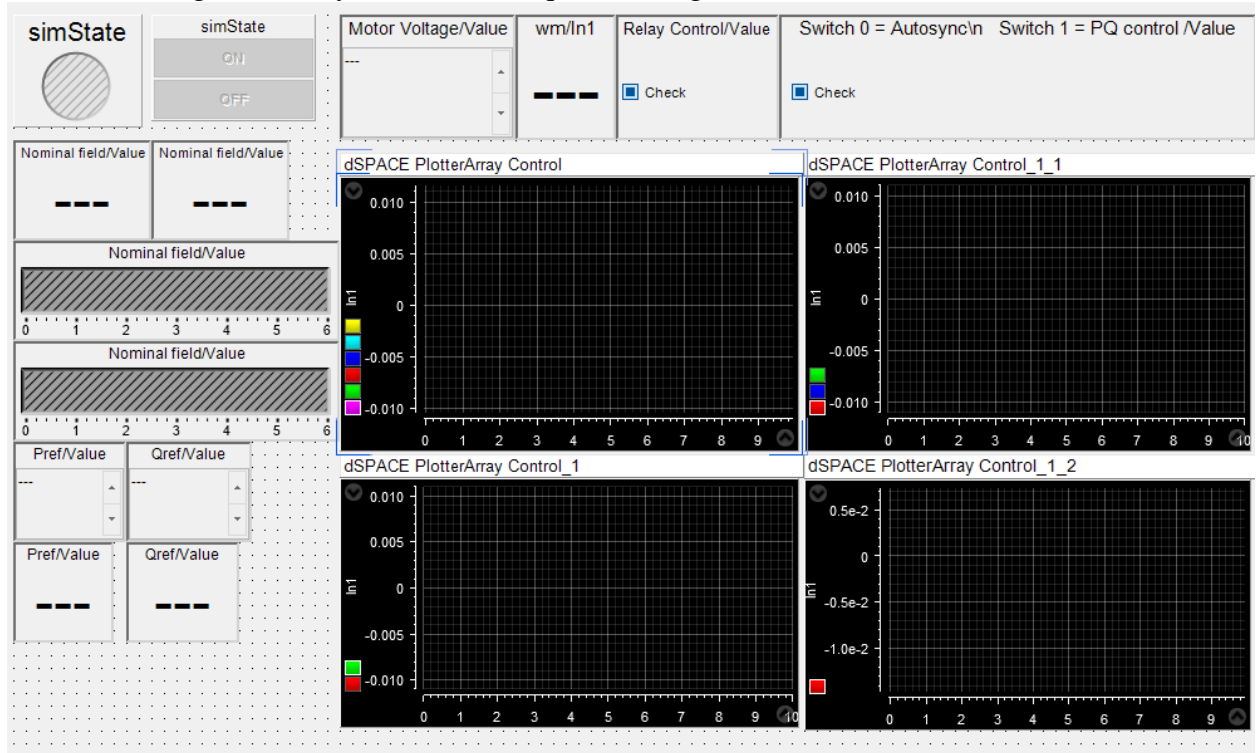 simState
simState
ON
OFF
Motor Voltage/Value
---
wm/In1
---
Relay Control/Value
Check
Switch 0 = Autosync\n Switch 1 = PQ control /Value
Check
Nominal field/Value
---
Nominal field/Value
---
Nominal field/Value
0 1 2 3 4 5 6
Nominal field/Value
0 1 2 3 4 5 6
Pref/Value
---
Qref/Value
---
Pref/Value
---
Qref/Value
---
dSPACE PlotterArray Control
0.010
0.005
In1
0
-0.005
-0.010
0 1 2 3 4 5 6 7 8 9
dSPACE PlotterArray Control_1_1
0.010
0.005
In1
0
-0.005
-0.010
0 1 2 3 4 5 6 7 8 9 10
dSPACE PlotterArray Control_1
0.010
0.005
In1
0
-0.005
-0.010
0 1 2 3 4 5 6 7 8 9 10
dSPACE PlotterArray Control_1_2
0.5e-2
0
In1
-0.5e-2
-1.0e-2
0 1 2 3 4 5 6 7 8 9